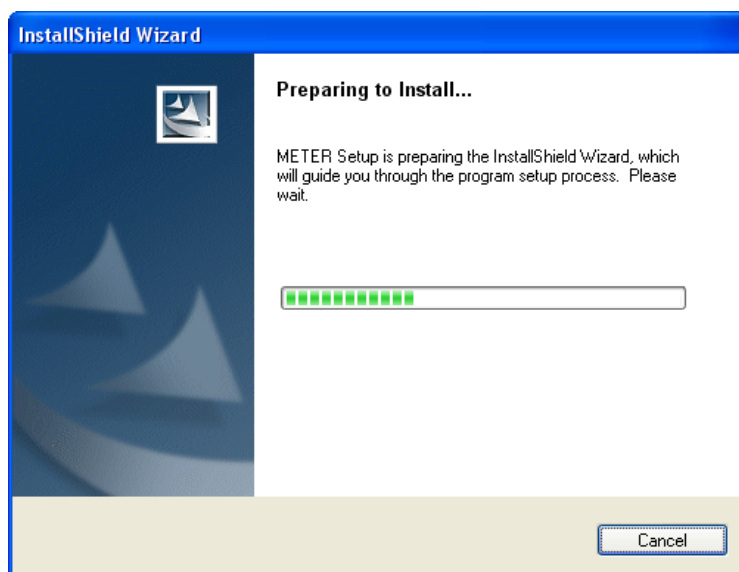 InstallShield Wizard
Preparing to Install...
METER Setup is preparing the InstallShield Wizard, which
will guide you through the program setup process.  Please
wait.
Cancel